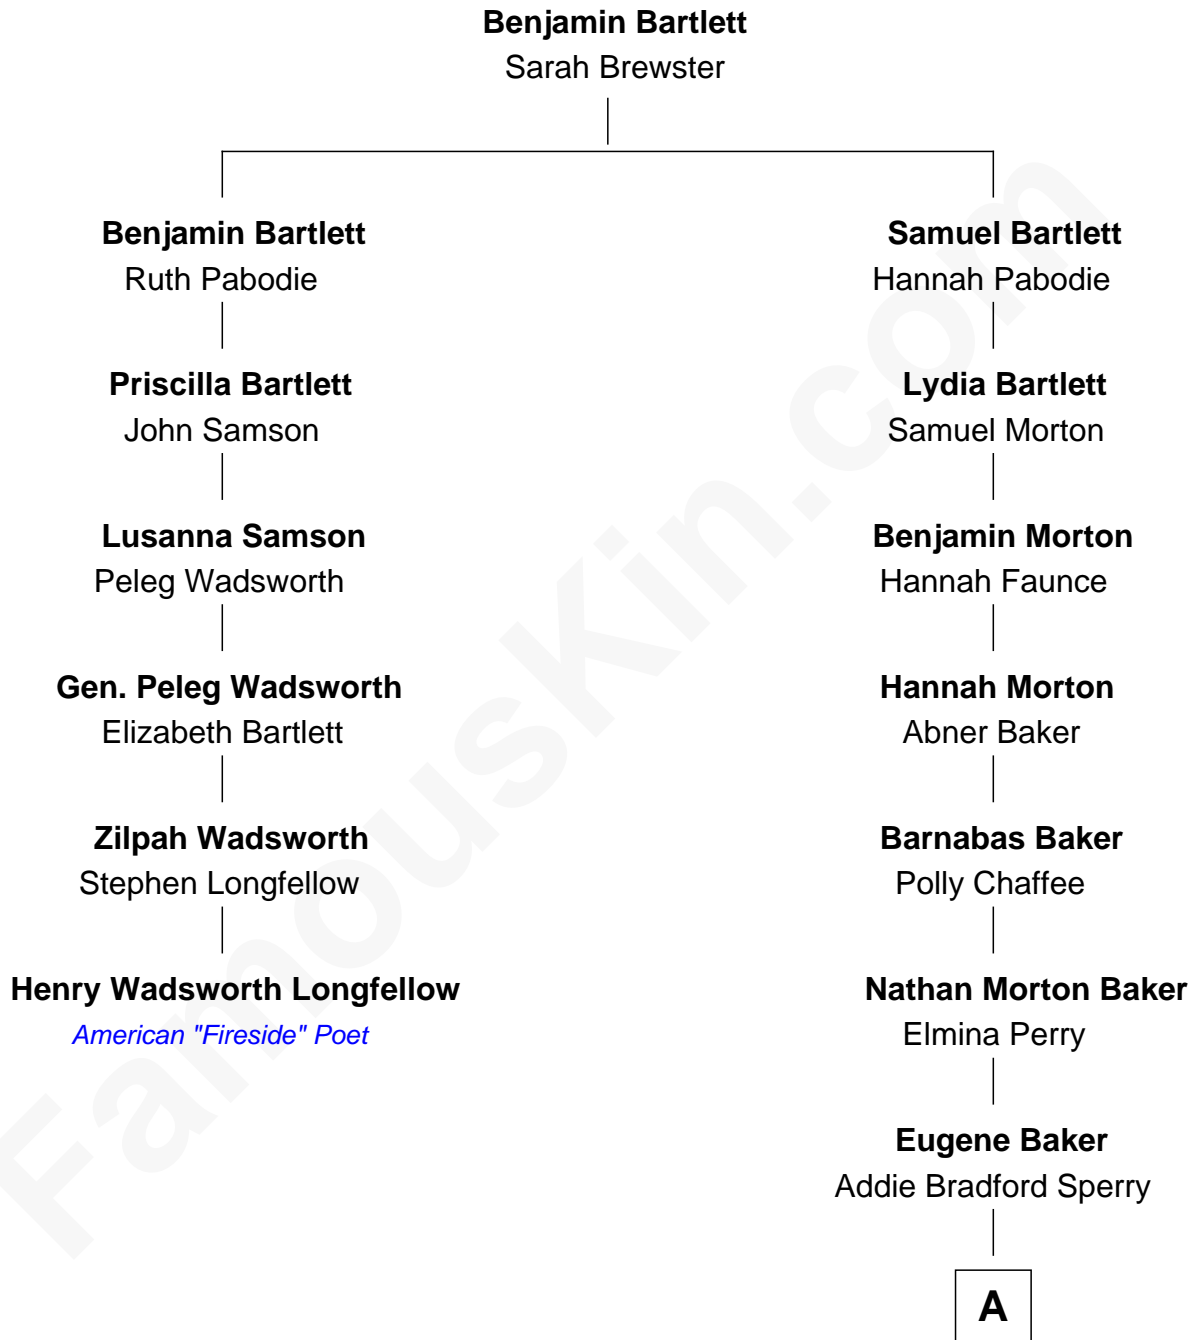 Benjamin Bartlett
Sarah Brewster
Benjamin Bartlett
Ruth Pabodie
Samuel Bartlett
Hannah Pabodie
Priscilla Bartlett
John Samson
Lydia Bartlett
Samuel Morton
Lusanna Samson
Peleg Wadsworth
Benjamin Morton
Hannah Faunce
Gen. Peleg Wadsworth
Elizabeth Bartlett
Hannah Morton
Abner Baker
Zilpah Wadsworth
Stephen Longfellow
Barnabas Baker
Polly Chaffee
Henry Wadsworth Longfellow
American "Fireside" Poet
Nathan Morton Baker
Elmina Perry
Eugene Baker
Addie Bradford Sperry
A
FamousKin.com